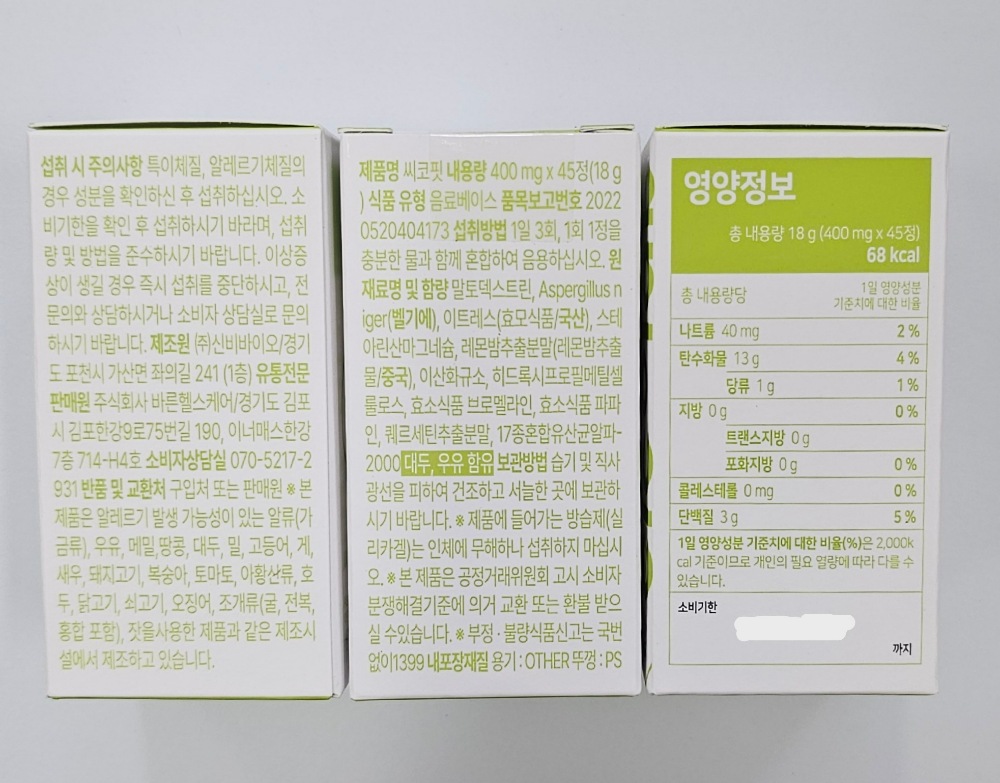 섭취 시 주의사항 특이체질, 알레르기체질의
경우 성분을 확인하신 후 섭취하십시오. 소
비기한을 확인 후 섭취하시기 바라며, 섭취
량 및 방법을 준수하시기 바랍니다. 이상증
상이 생길 경우 즉시 섭취를 중단하시고, 전
문의와 상담하시거나 소비자 상담실로 문의
하시기 바랍니다. 제조원 ㈜신비바이오/경기
도 포천시 가산면 좌의길 241 (1층) 유통전문
판매원 주식회사 바른헬스케어/경기도 김포
시 김포한강9로75번길 190, 이너매스한강
7층 714-H4호 소비자상담실 070-5217-2
931 반품 및 교환처 구입처 또는 판매원 ※ 본
제품은 알레르기 발생 가능성이 있는 알류(가
금류), 우유, 메밀, 땅콩, 대두, 밀, 고등어, 게,
새우, 돼지고기, 복숭아, 토마토, 아황산류, 호
두, 닭고기, 쇠고기, 오징어, 조개류(굴, 전복,
홍합 포함), 잣을사용한 제품과 같은 제조시
설에서 제조하고 있습니다.
제품명 씨코핏 내용량 400 mg x 45정(18 g
) 식품 유형 음료베이스 품목보고번호 2022
0520404173 섭취방법 1일 3회, 1회 1정을
충분한 물과 함께 혼합하여 음용하십시오. 원
재료명 및 함량 말토덱스트린, Aspergillus n
iger(벨기에), 이트레스(효모식품/국산), 스테
아린산마그네슘, 레몬밤추출분말(레몬밤추출
물/중국), 이산화규소, 히드록시프로필메틸셀
룰로스, 효소식품 브로멜라인, 효소식품 파파
인, 퀘르세틴추출분말, 17종혼합유산균알파-
2000 대두, 우유 함유 보관방법 습기 및 직사
광선을 피하여 건조하고 서늘한 곳에 보관하
시기 바랍니다. ※ 제품에 들어가는 방습제(실
리카겔)는 인체에 무해하나 섭취하지 마십시
오. ※ 본 제품은 공정거래위원회 고시 소비자
분쟁해결기준에 의거 교환 또는 환불 받으
실 수있습니다. ※ 부정·불량식품신고는 국번
없이1399 내포장재질 용기 : OTHER 뚜껑 : PS
영양정보
총 내용량 18 g (400 mg x 45정)
68 kcal
총 내용량당 1일 영양성분
기준치에 대한 비율
나트륨 40 mg 2 %
탄수화물 13 g 4 %
당류 1 g 1 %
지방 0 g 0 %
트랜스지방 0 g
포화지방 0 g 0 %
콜레스테롤 0 mg 0 %
단백질 3 g 5 %
1일 영양성분 기준치에 대한 비율(%)은 2,000k
cal 기준이므로 개인의 필요 열량에 따라 다를 수
있습니다.
소비기한
까지